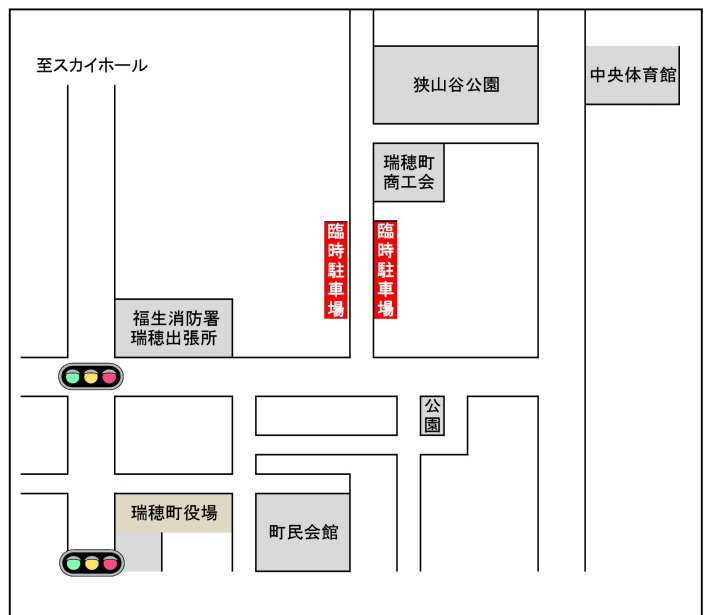 至スカイホール
狭山谷公園
中央体育館
瑞穂町
商工会
臨時駐車場
臨時駐車場
福生消防署
瑞穂出張所
公園
瑞穂町役場
町民会館